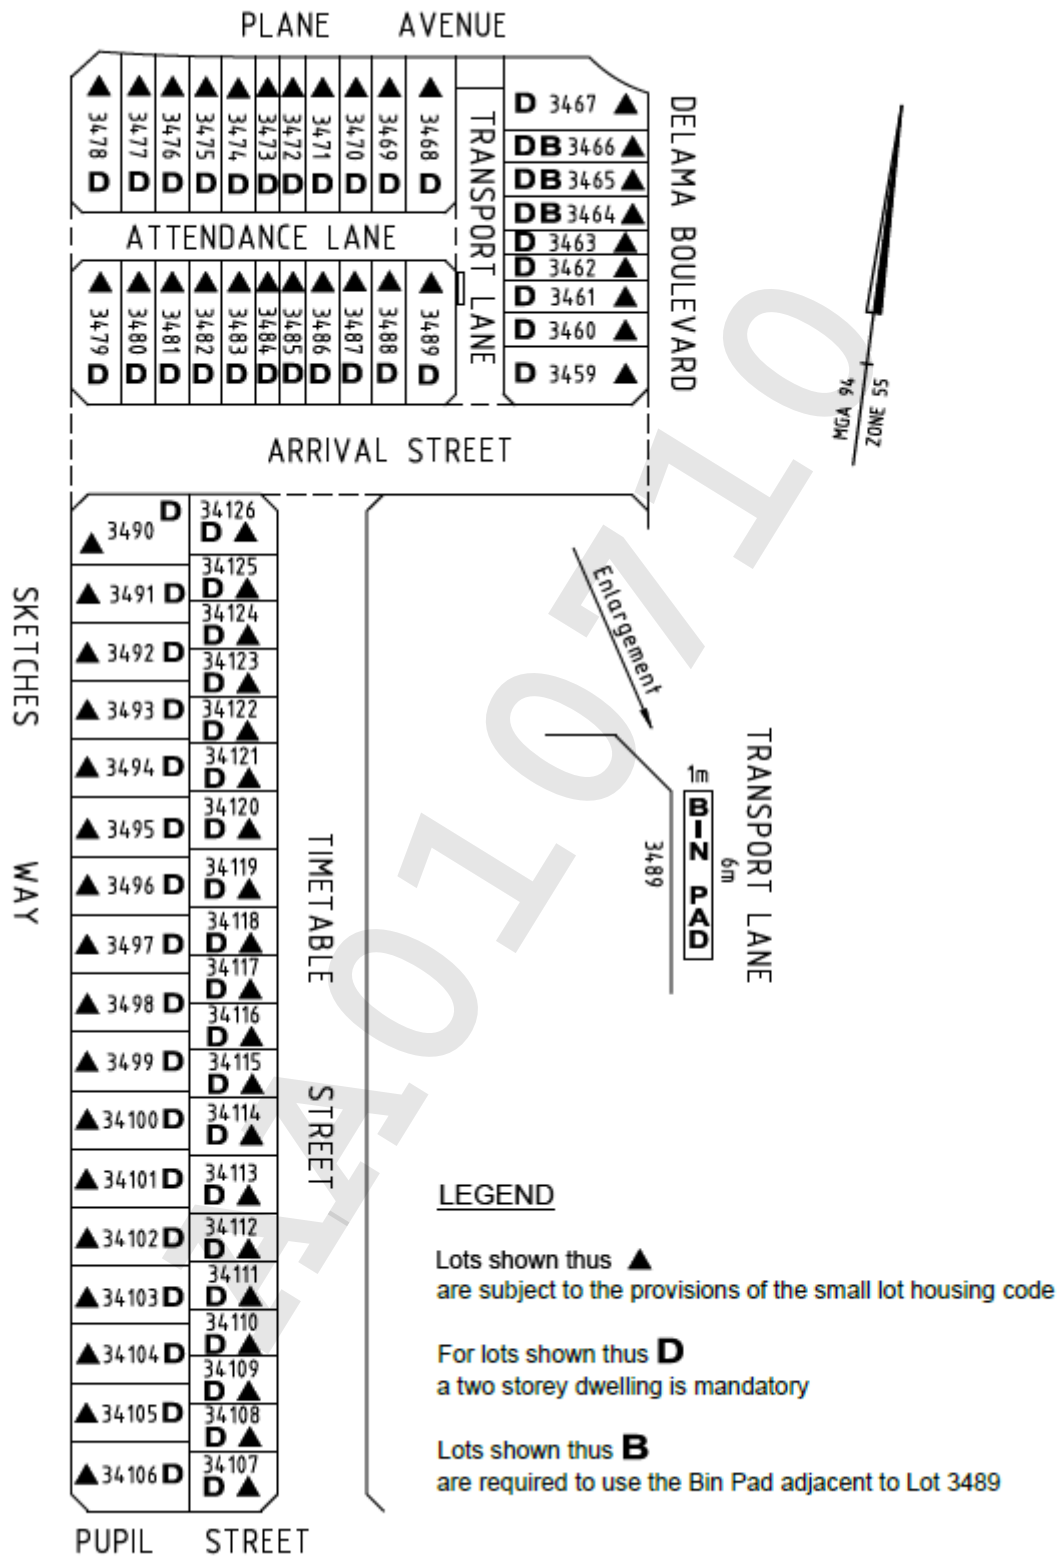 PLANE AVENUE
3478 D
3477 D
3476 D
3475 D
3474 D
3473 D
3472 D
3471 D
3470 D
3469 D
3468 D
TRANSPORT LANE
D 3467
D B 3466
D B 3465
D B 3464
D 3463
D 3462
D 3461
D 3460
D 3459
DELAMA BOULEVARD
ATTENDANCE LANE
3479 D
3480 D
3481 D
3482 D
3483 D
3484 D
3485 D
3486 D
3487 D
3488 D
3489 D
MGA 94
ZONE 55
ARRIVAL STREET
SKETCHES WAY
3490 D
3491 D
3492 D
3493 D
3494 D
3495 D
3496 D
3497 D
3498 D
3499 D
34100 D
34101 D
34102 D
34103 D
34104 D
34105 D
34106 D
34126
D
34125
D
34124
D
34123
D
34122
D
34121
D
34120
D
34119
D
34118
D
34117
D
34116
D
34115
D
34114
D
34113
D
34112
D
34111
D
34110
D
34109
D
34108
D
34107
D
TIMETABLE STREET
PUPIL STREET
Enlargement
1m
BIN PAD
6m
3489
TRANSPORT LANE
AA010710
LEGEND
Lots shown thus
are subject to the provisions of the small lot housing code
For lots shown thus D
a two storey dwelling is mandatory
Lots shown thus B
are required to use the Bin Pad adjacent to Lot 3489